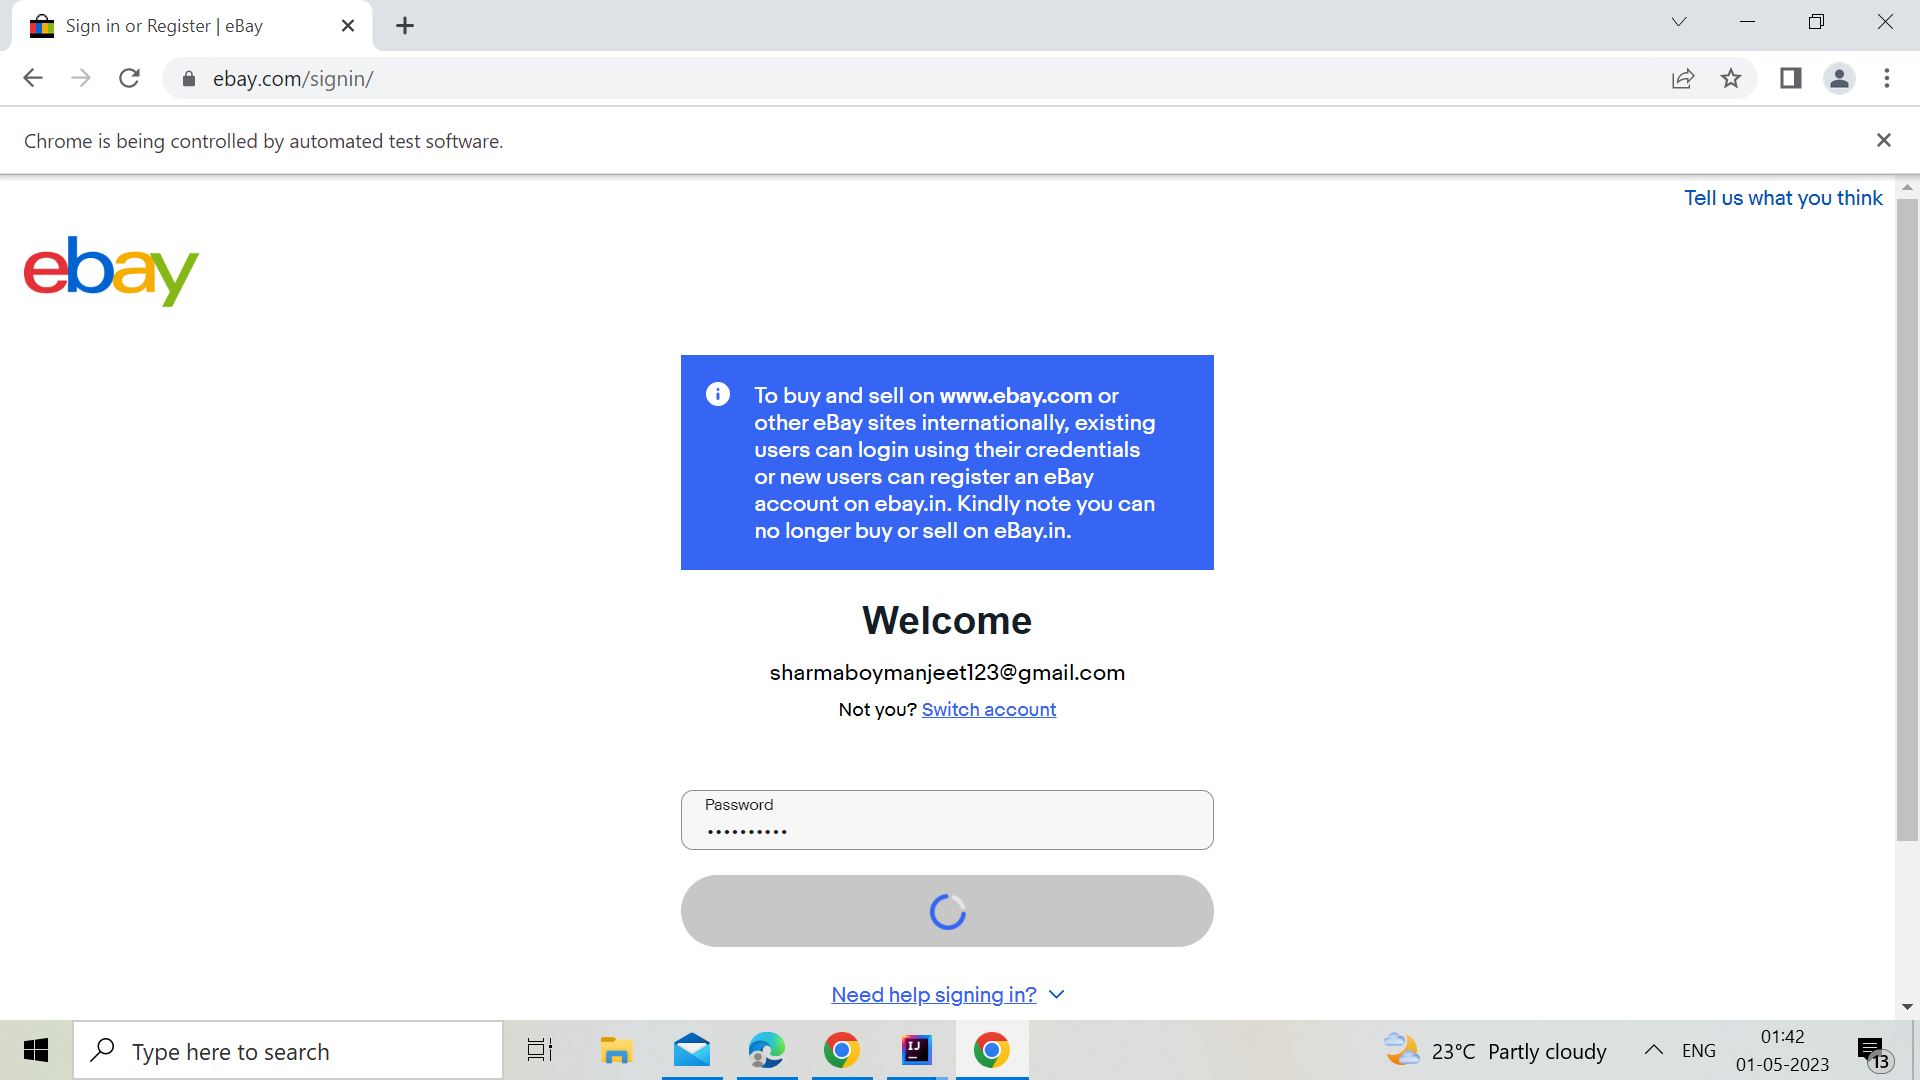 Sign in or Register | eBay
ebay.com/signin/
Chrome is being controlled by automated test software.
Tell us what you think
ebay
To buy and sell on www.ebay.com or
other eBay sites internationally, existing
users can login using their credentials
or new users can register an eBay
account on ebay.in. Kindly note you can
no longer buy or sell on eBay.in.
Welcome
sharmaboymanjeet123@gmail.com
Not you? Switch account
Password
••••••••••
Need help signing in?
Type here to search
IJ
23°C Partly cloudy
ENG
01:42
01-05-2023
13